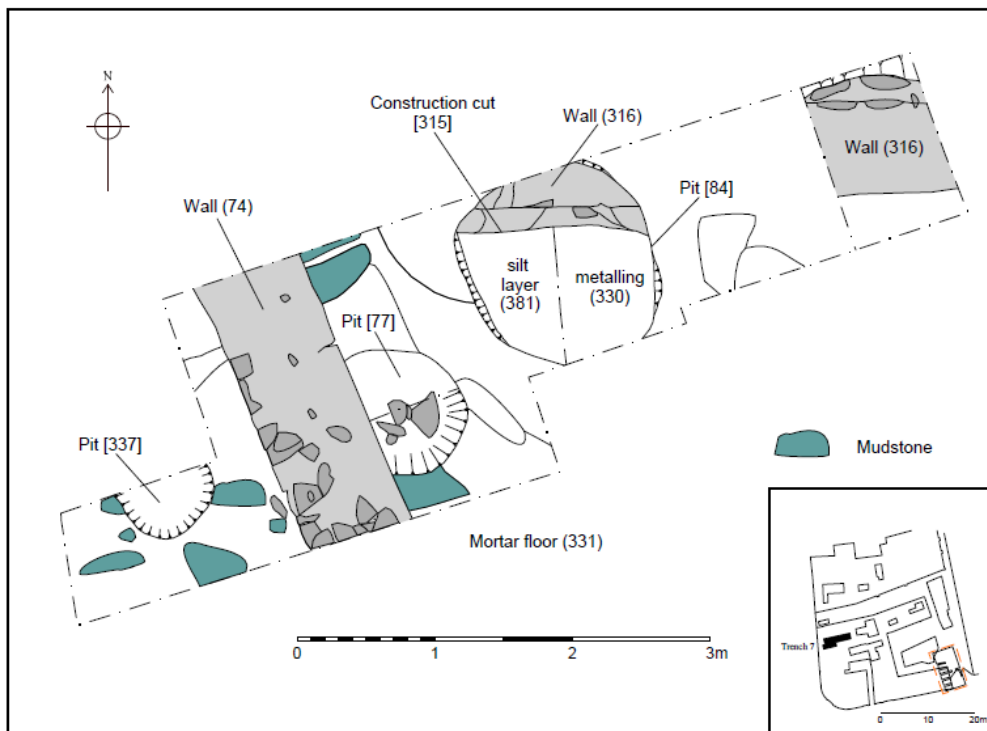 N
Construction cut
[315]
Wall (316)
Wall (316)
Pit [84]
Wall (74)
silt
layer
(381)
metalling
(330)
Pit [77]
Pit [337]
Mudstone
Mortar floor (331)
0 1 2 3m
Trench 7
0 10 20m